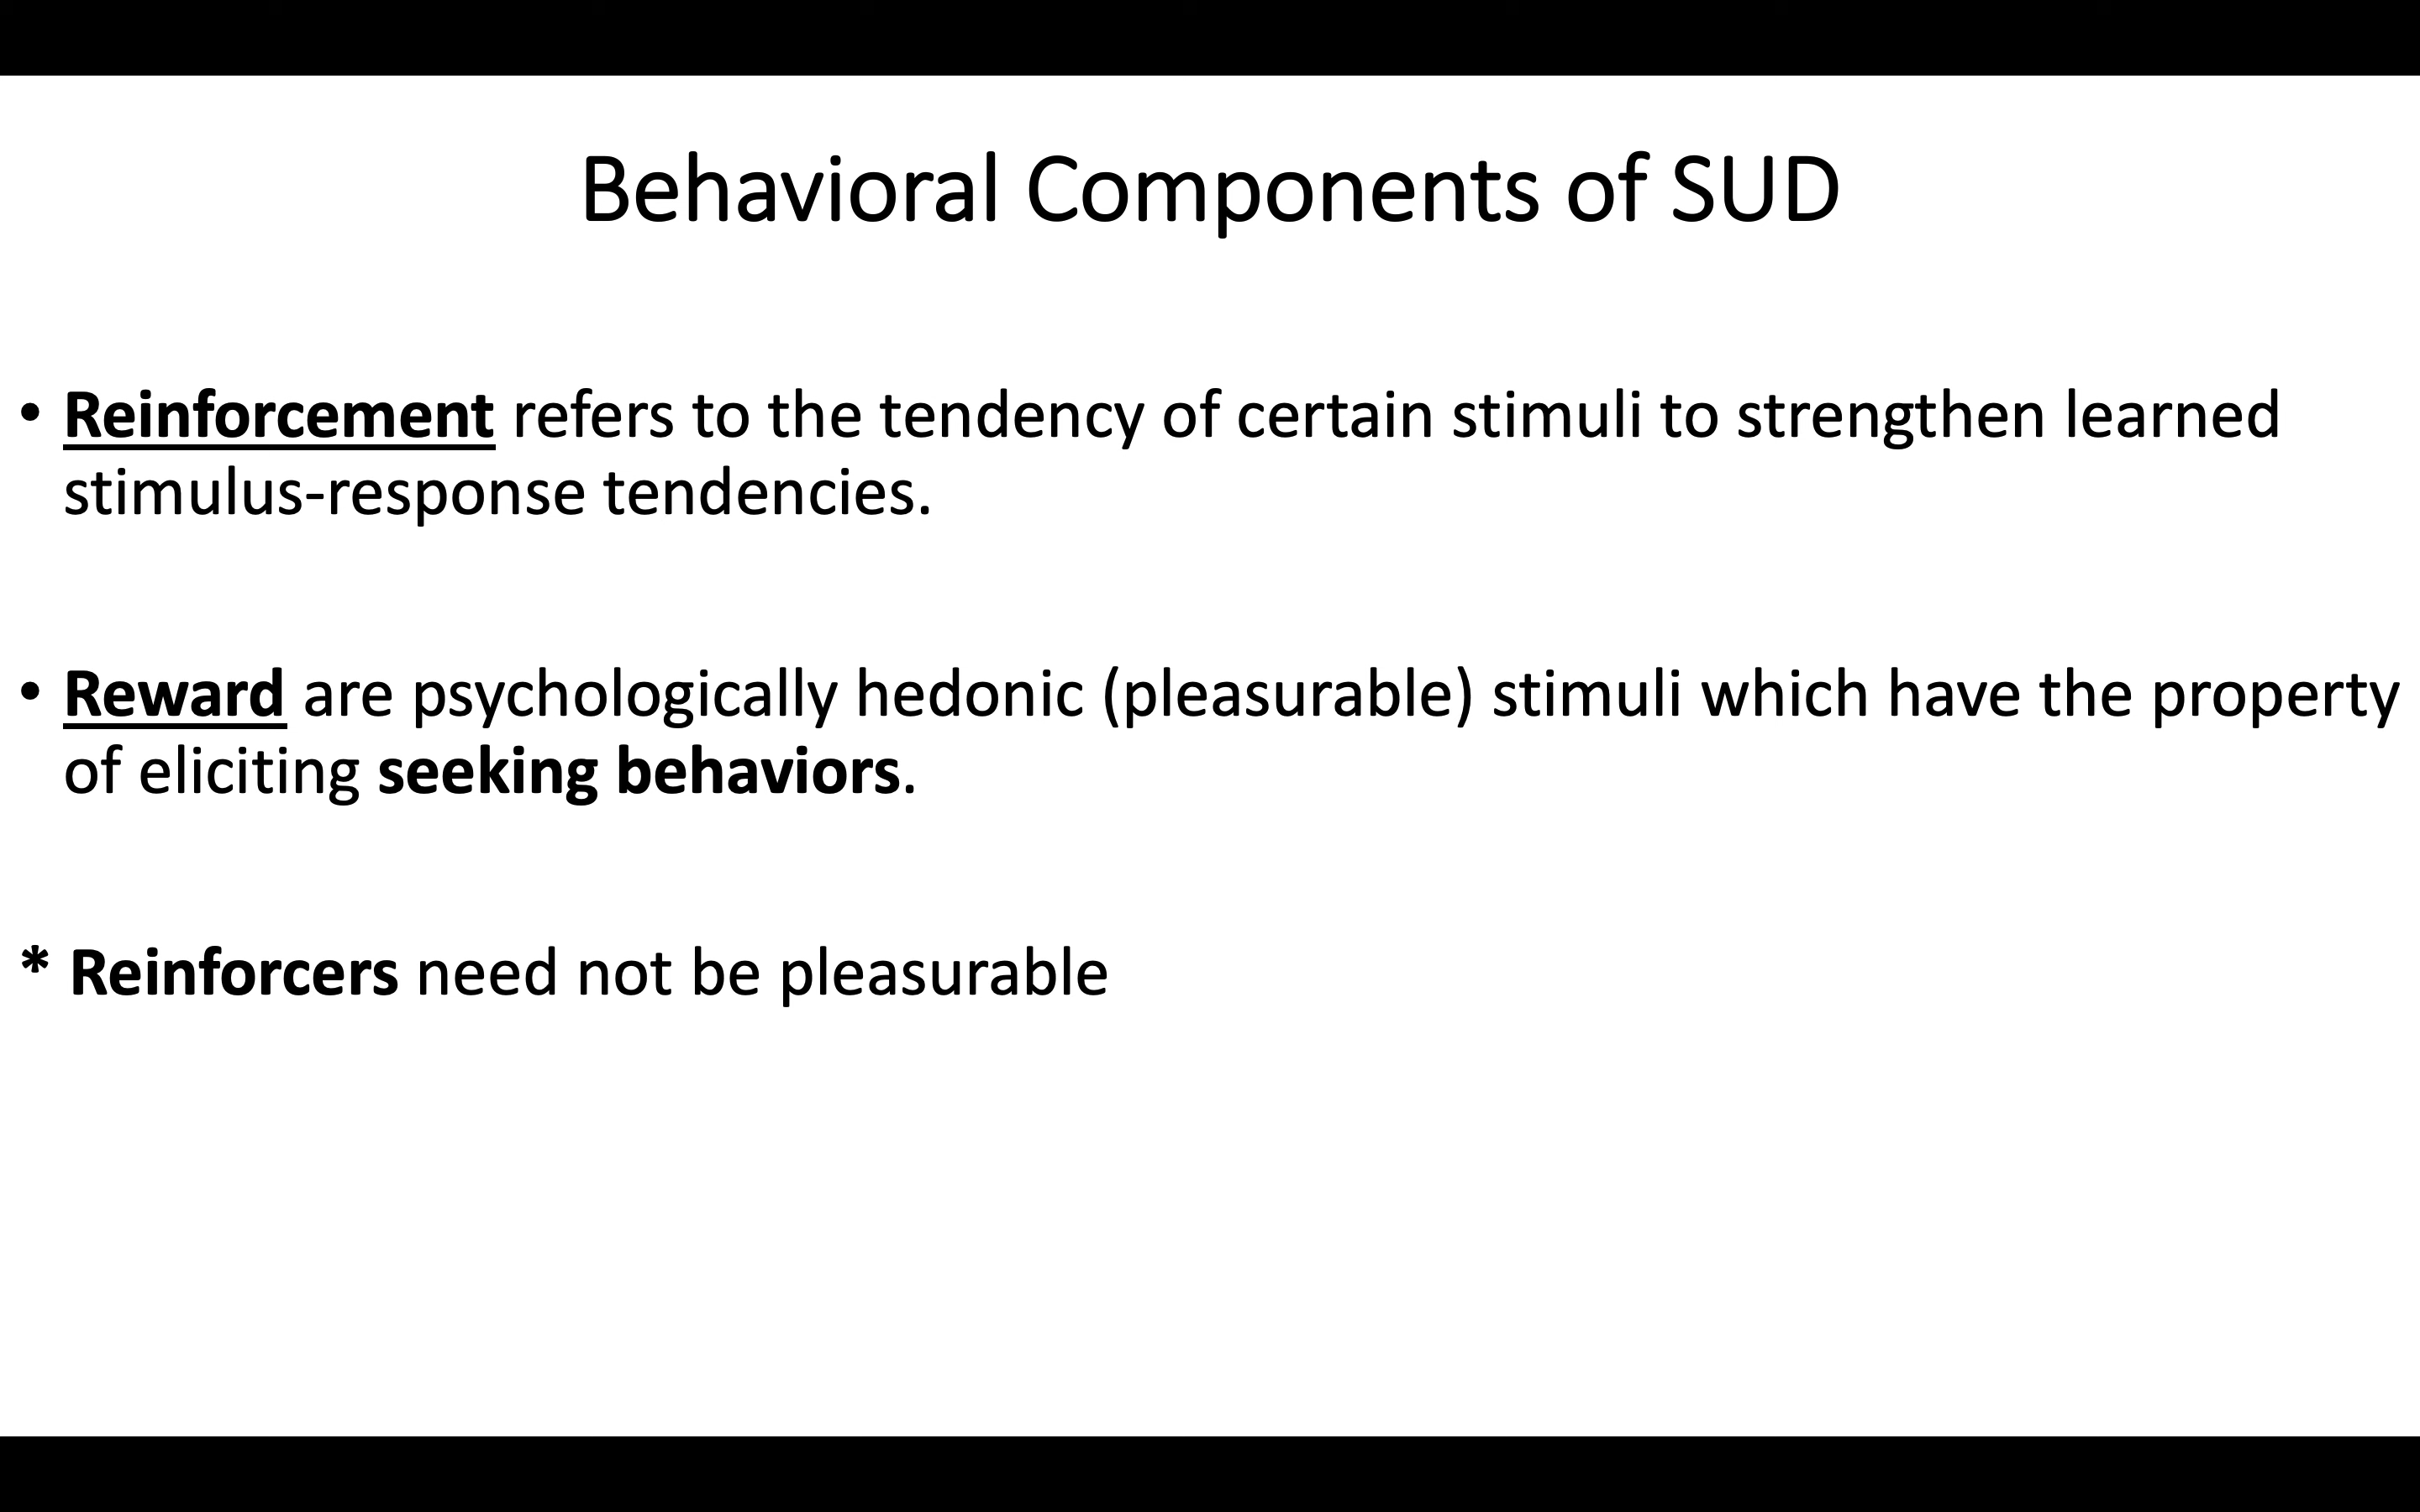 Behavioral Components of SUD
• Reinforcement refers to the tendency of certain stimuli to strengthen learned
stimulus-response tendencies.
• Reward are psychologically hedonic (pleasurable) stimuli which have the property
of eliciting seeking behaviors.
* Reinforcers need not be pleasurable